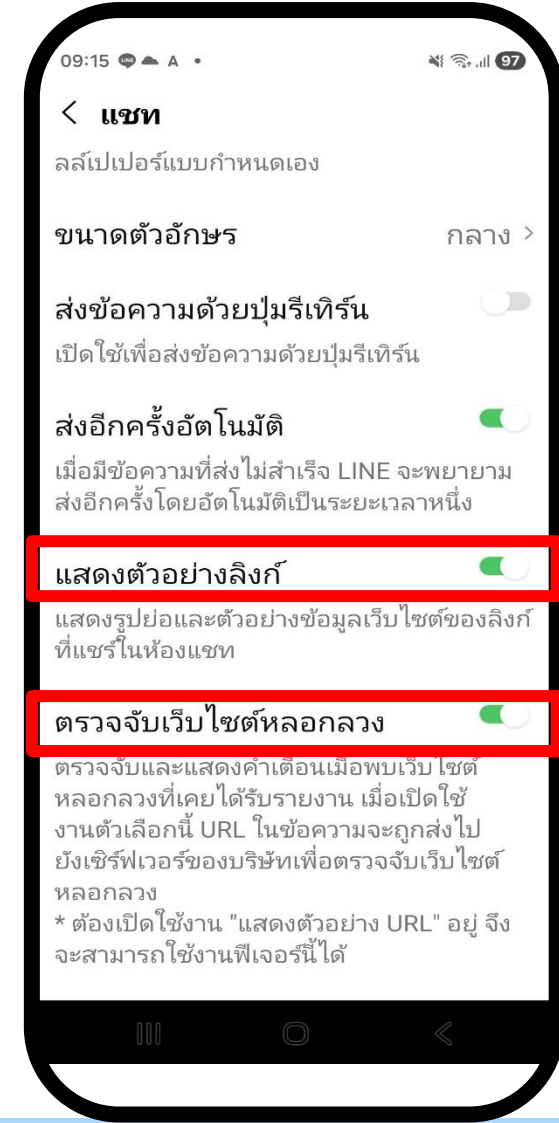 09:15 A •
97
< แชท
ลล์เปเปอร์แบบกำหนดเอง
ขนาดตัวอักษร กลาง >
ส่งข้อความด้วยปุ่มรีเทิร์น
เปิดใช้เพื่อส่งข้อความด้วยปุ่มรีเทิร์น
ส่งอีกครั้งอัตโนมัติ
เมื่อมีข้อความที่ส่งไม่สำเร็จ LINE จะพยายาม
ส่งอีกครั้งโดยอัตโนมัติเป็นระยะเวลาหนึ่ง
แสดงตัวอย่างลิงก์
แสดงรูปย่อและตัวอย่างข้อมูลเว็บไซต์ของลิงก์
ที่แชร์ในห้องแชท
ตรวจจับเว็บไซต์หลอกลวง
ตรวจจับและแสดงคำเตือนเมื่อพบเว็บไซต์
หลอกลวงที่เคยได้รับรายงาน เมื่อเปิดใช้
งานตัวเลือกนี้ URL ในข้อความจะถูกส่งไป
ยังเซิร์ฟเวอร์ของบริษัทเพื่อตรวจจับเว็บไซต์
หลอกลวง
* ต้องเปิดใช้งาน "แสดงตัวอย่าง URL" อยู่ จึง
จะสามารถใช้งานฟีเจอร์นี้ได้